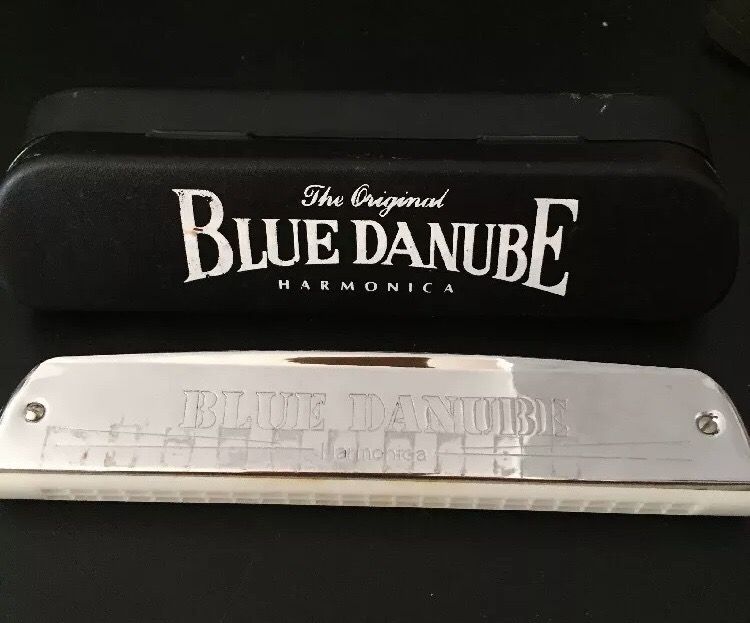 The Original
BLUE DANUBE
HARMONICA
BLUE DANUBE
Harmonica